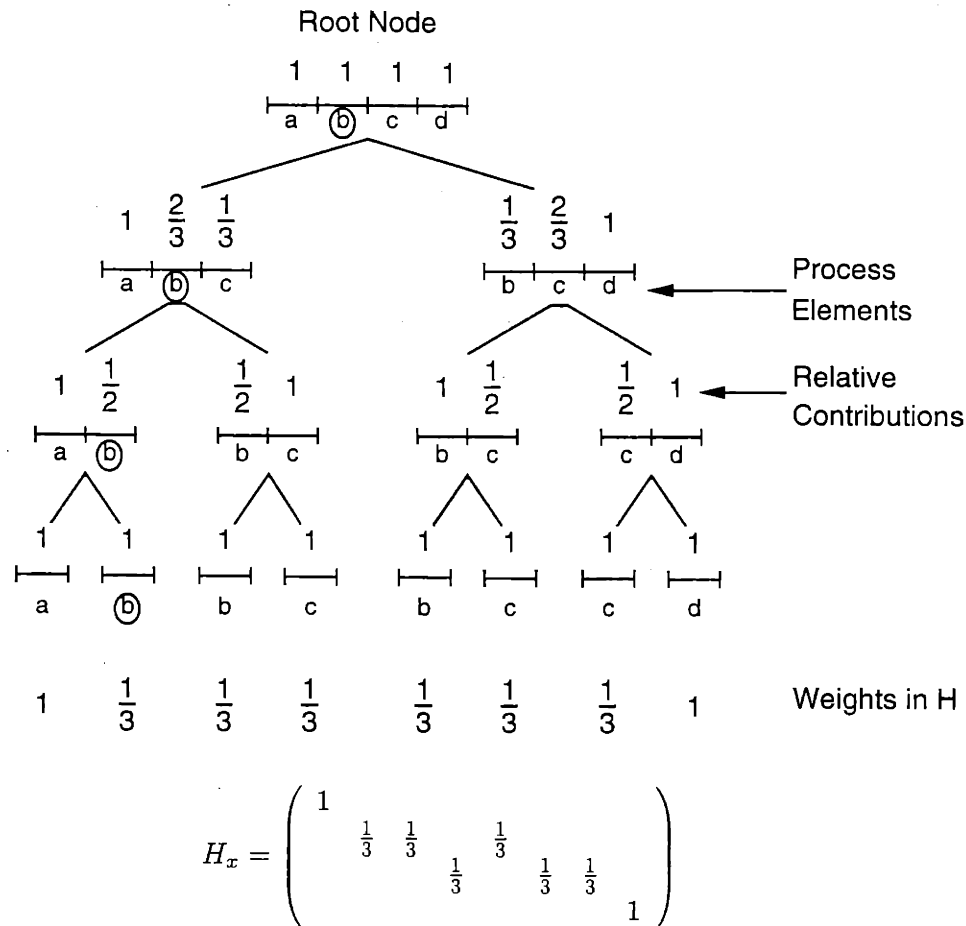 Root Node
1 1 1 1
a b c d
1 2/3 1/3 1/3 2/3 1
a b c b c d
Process
Elements
1 1/2 1/2 1 1 1/2 1/2 1
Relative
Contributions
a b b c b c c d
1 1 1 1 1 1 1 1
a b b c b c c d
1 1/3 1/3 1/3 1/3 1/3 1/3 1 Weights in H
1
1/3 1/3 1/3
H_x = ( )
1/3 1/3 1/3
1